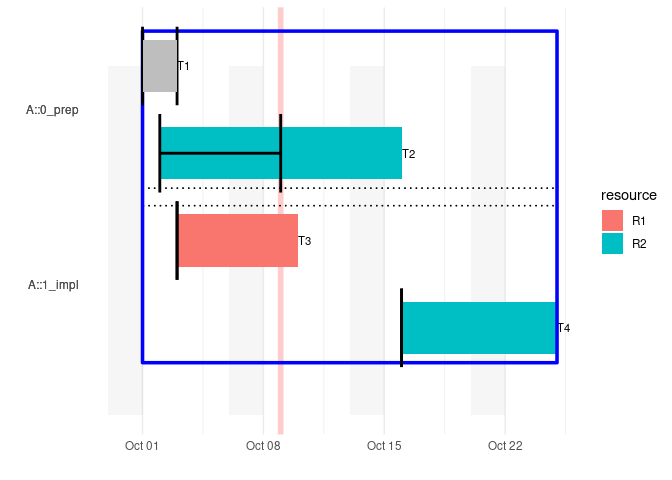 T1
A::0_prep
T2
resource
R1
R2
T3
A::1_impl
T4
Oct 01 Oct 08 Oct 15 Oct 22